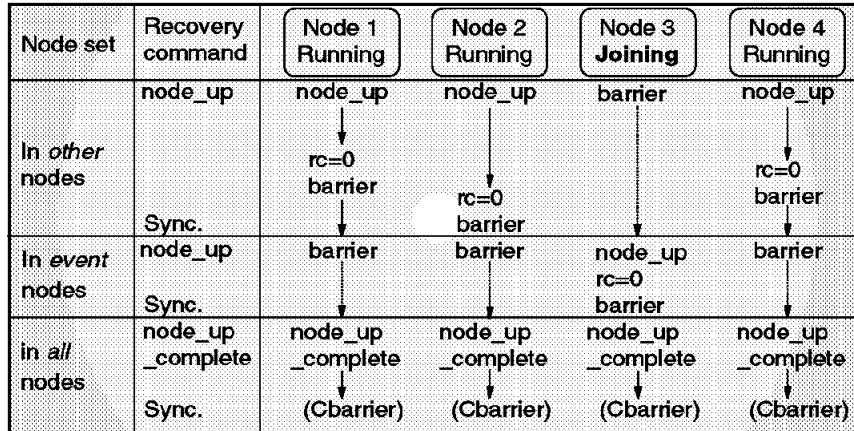 Node set
Recovery
command
Node 1
Running
Node 2
Running
Node 3
Joining
Node 4
Running
In other
nodes
node_up
Sync.
node_up
rc=0
barrier
node_up
rc=0
barrier
barrier
node_up
rc=0
barrier
In event
nodes
node_up
Sync.
barrier
barrier
node_up
rc=0
barrier
barrier
in all
nodes
node_up
_complete
Sync.
node_up
_complete
(Cbarrier)
node_up
_complete
(Cbarrier)
node_up
_complete
(Cbarrier)
node_up
_complete
(Cbarrier)